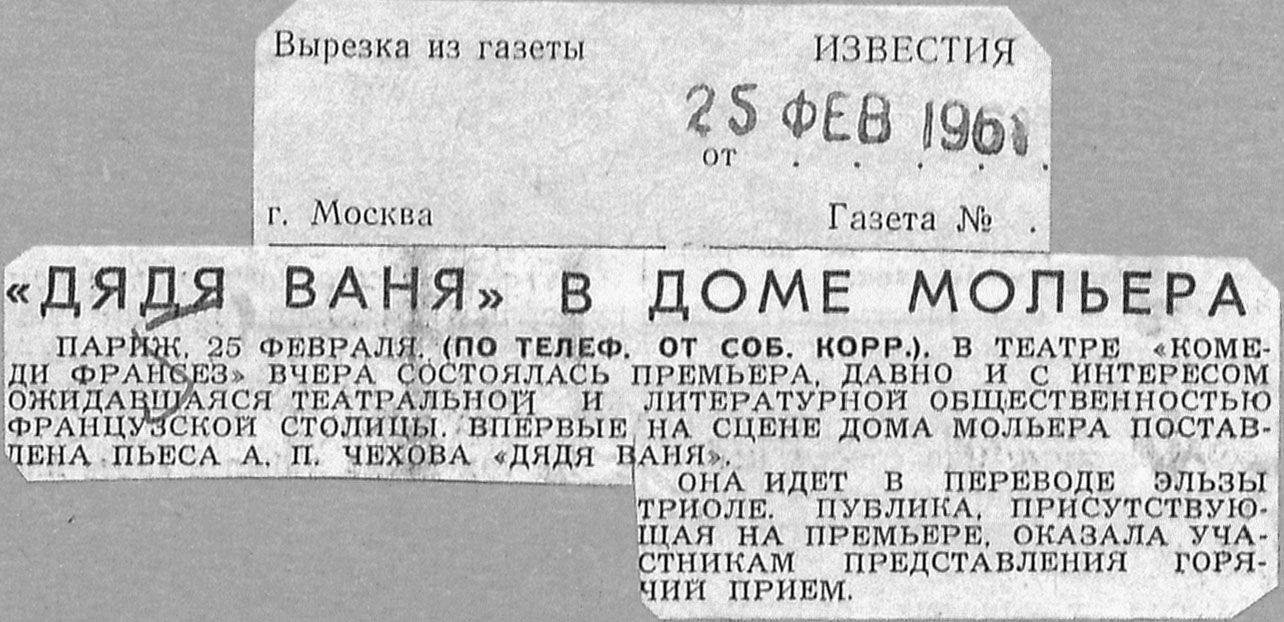 Вырезка из газеты ИЗВЕСТИЯ
25 ФЕВ 1961
от . . . .
г. Москва Газета № .
«ДЯДЯ ВАНЯ» В ДОМЕ МОЛЬЕРА
ПАРИЖ, 25 ФЕВРАЛЯ. (ПО ТЕЛЕФ. ОТ СОБ. КОРР.). В ТЕАТРЕ «КОМЕ-
ДИ ФРАНСЕЗ» ВЧЕРА СОСТОЯЛАСЬ ПРЕМЬЕРА, ДАВНО И С ИНТЕРЕСОМ
ОЖИДАВШАЯСЯ ТЕАТРАЛЬНОЙ И ЛИТЕРАТУРНОЙ ОБЩЕСТВЕННОСТЬЮ
ФРАНЦУЗСКОЙ СТОЛИЦЫ. ВПЕРВЫЕ НА СЦЕНЕ ДОМА МОЛЬЕРА ПОСТАВ-
ЛЕНА ПЬЕСА А. П. ЧЕХОВА «ДЯДЯ ВАНЯ».
ОНА ИДЕТ В ПЕРЕВОДЕ ЭЛЬЗЫ
ТРИОЛЕ. ПУБЛИКА, ПРИСУТСТВУЮ-
ЩАЯ НА ПРЕМЬЕРЕ, ОКАЗАЛА УЧА-
СТНИКАМ ПРЕДСТАВЛЕНИЯ ГОРЯ-
ЧИЙ ПРИЕМ.